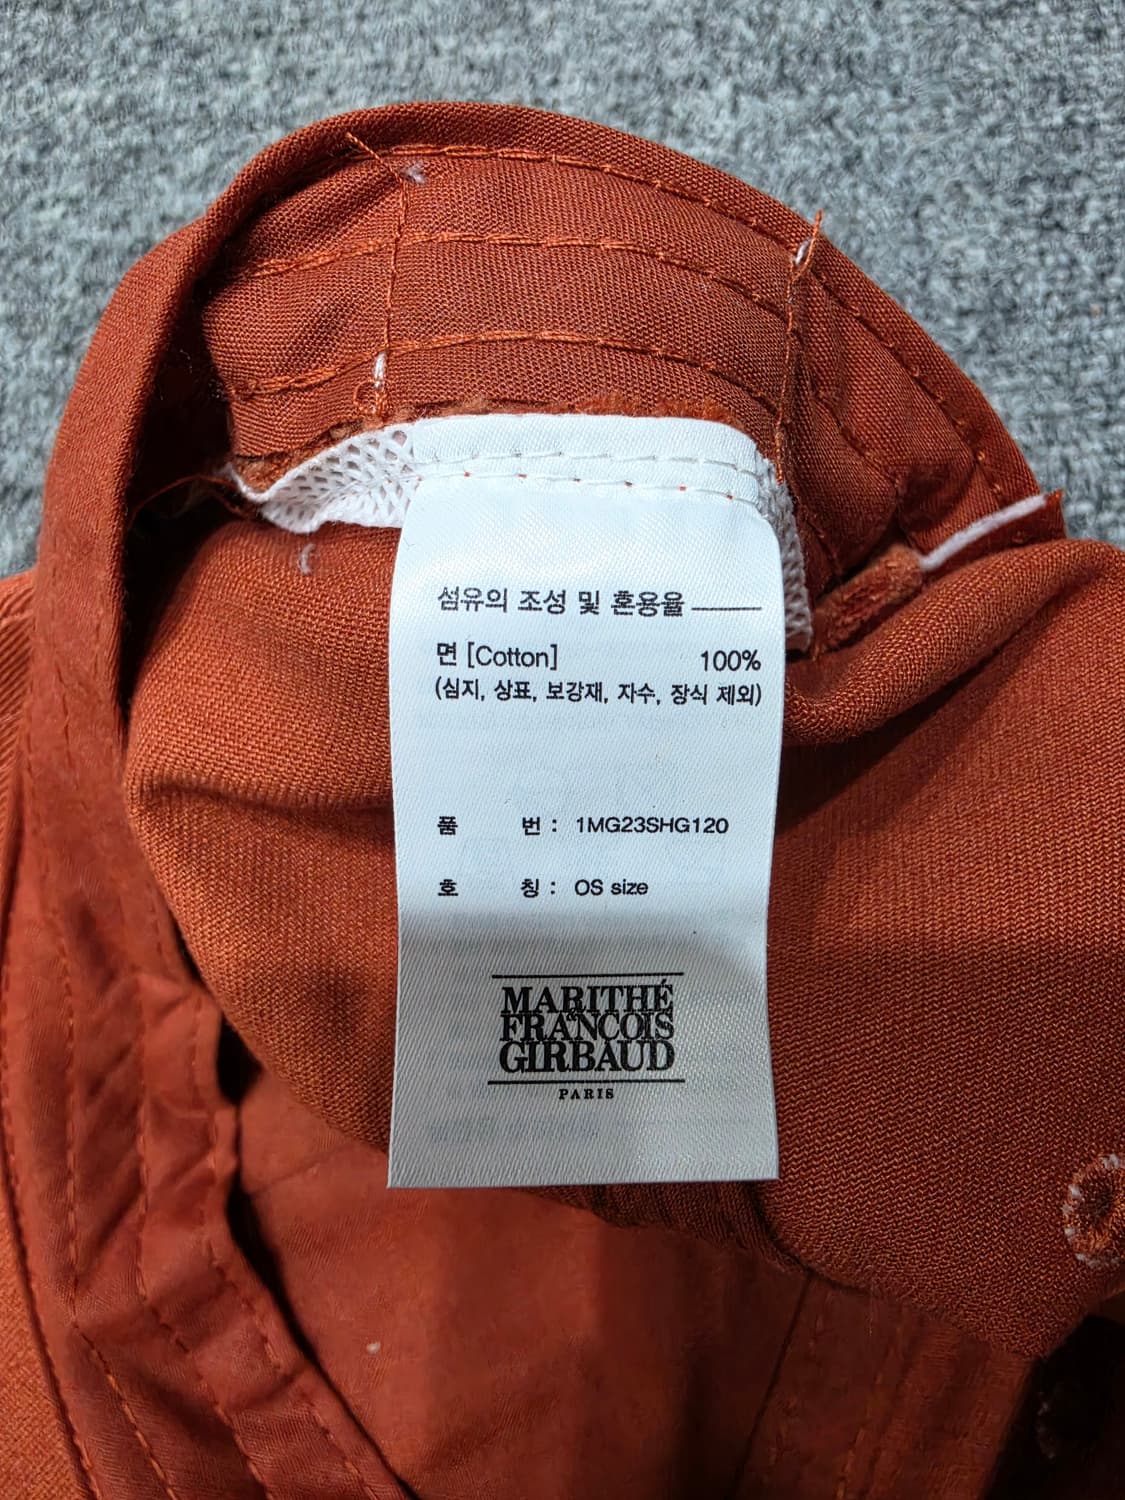 섬유의 조성 및 혼용율
면 [Cotton] 100%
(심지, 상표, 보강재, 자수, 장식 제외)
품 번 : 1MG23SHG120
호 칭 : OS size
MARITHÉ
&
FRANCOIS
GIRBAUD
PARIS